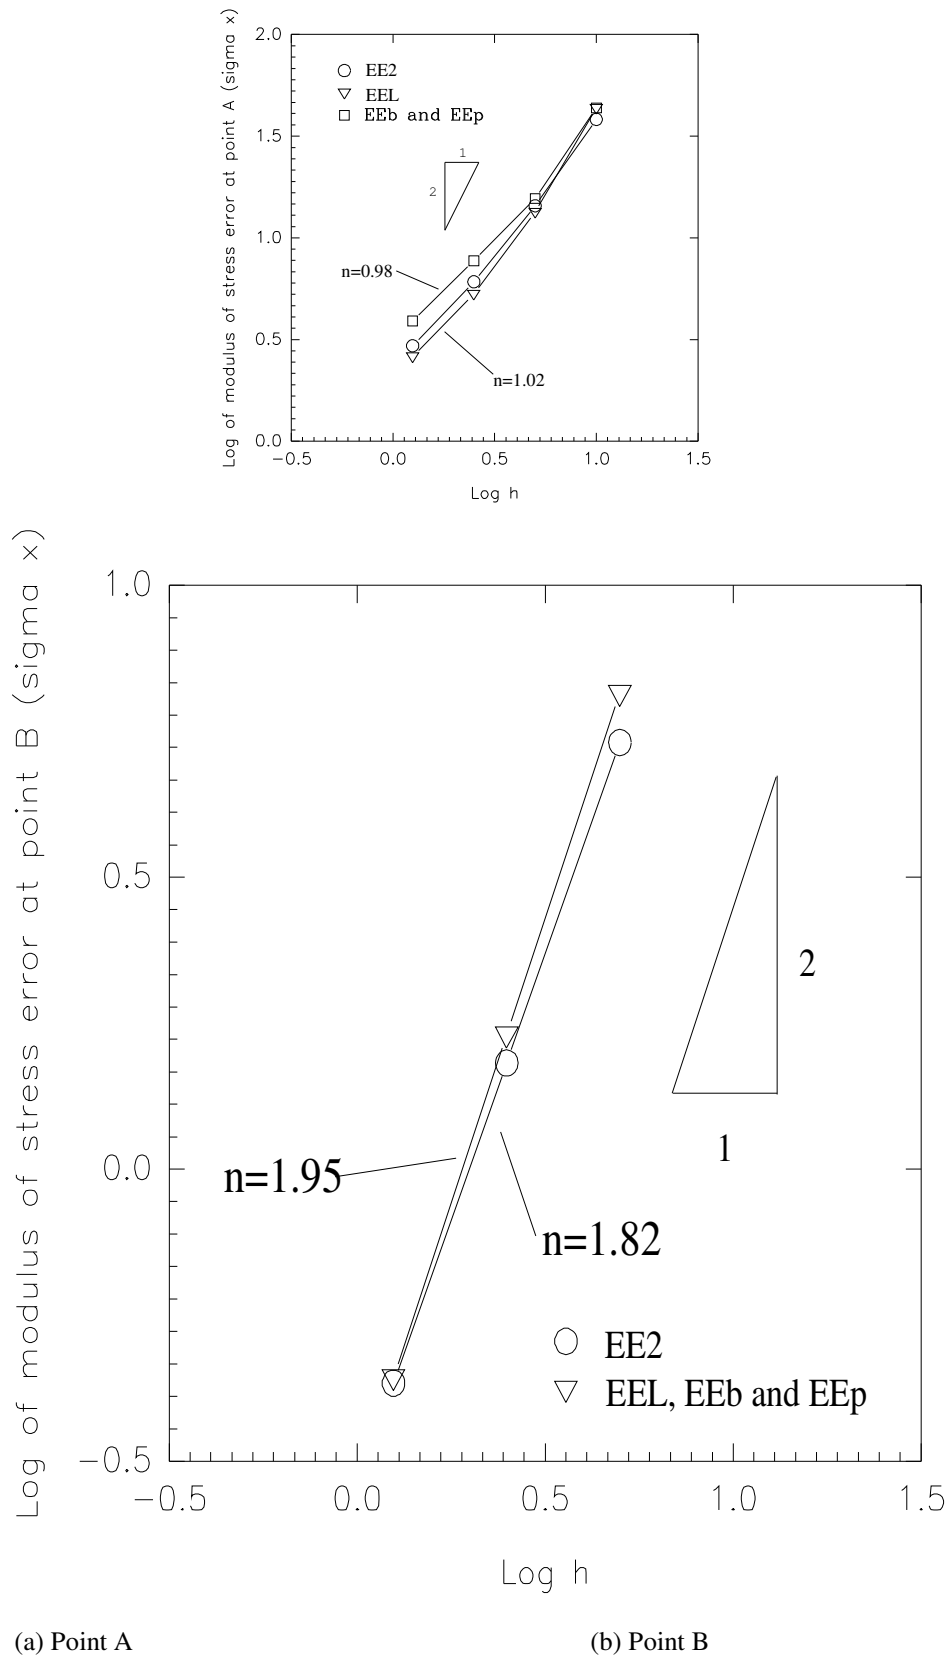 Log of modulus of stress error at point A (sigma x)
2.0
1.5
1.0
0.5
0.0
EE2
EEL
EEb and EEp
1
2
n=0.98
n=1.02
−0.5 0.0 0.5 1.0 1.5
Log h
Log of modulus of stress error at point B (sigma x)
1.0
0.5
0.0
−0.5
2
1
n=1.95
n=1.82
EE2
EEL, EEb and EEp
−0.5 0.0 0.5 1.0 1.5
Log h
(a) Point A (b) Point B